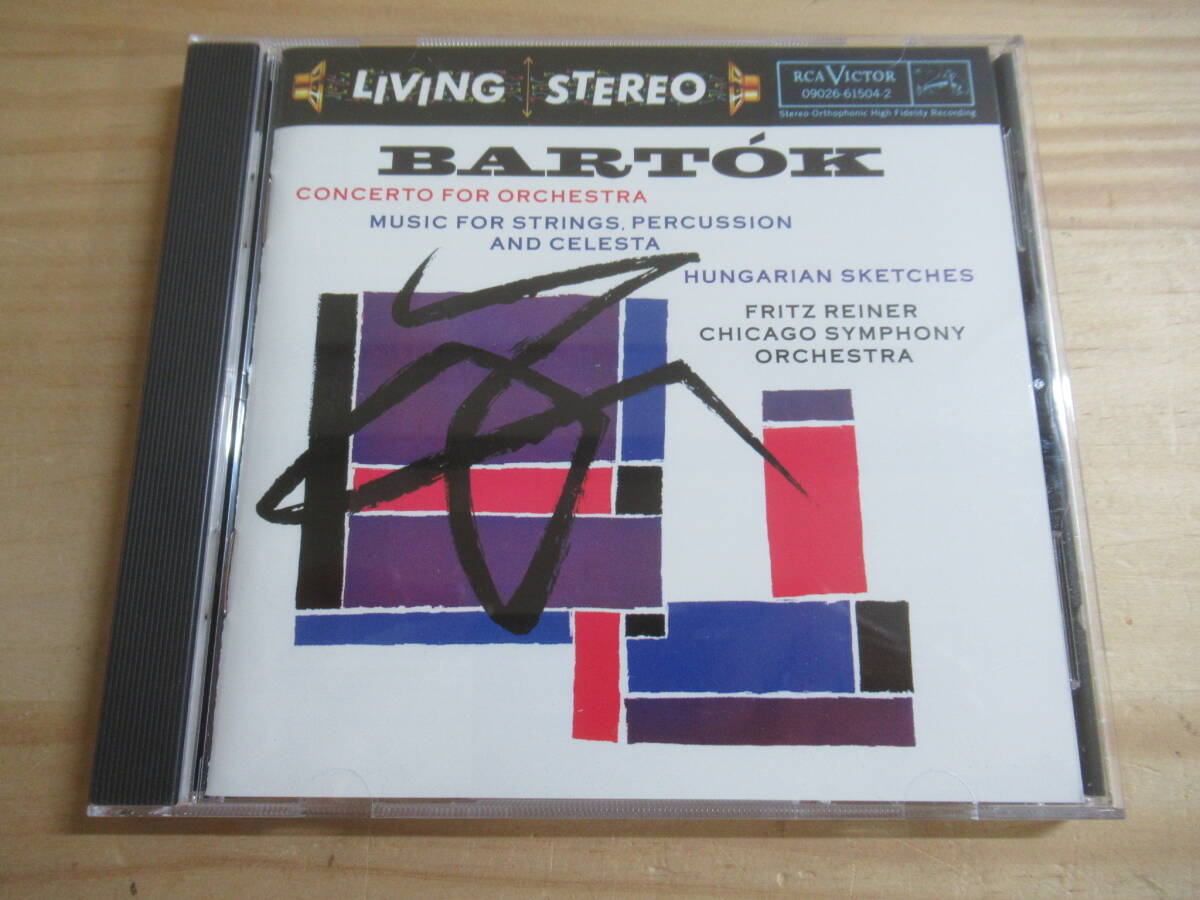 LIVING STEREO
RCA VICTOR
09026-61504-2
Stereo-Orthophonic High Fidelity Recording
BARTÓK
CONCERTO FOR ORCHESTRA
MUSIC FOR STRINGS, PERCUSSION
AND CELESTA
HUNGARIAN SKETCHES
FRITZ REINER
CHICAGO SYMPHONY
ORCHESTRA